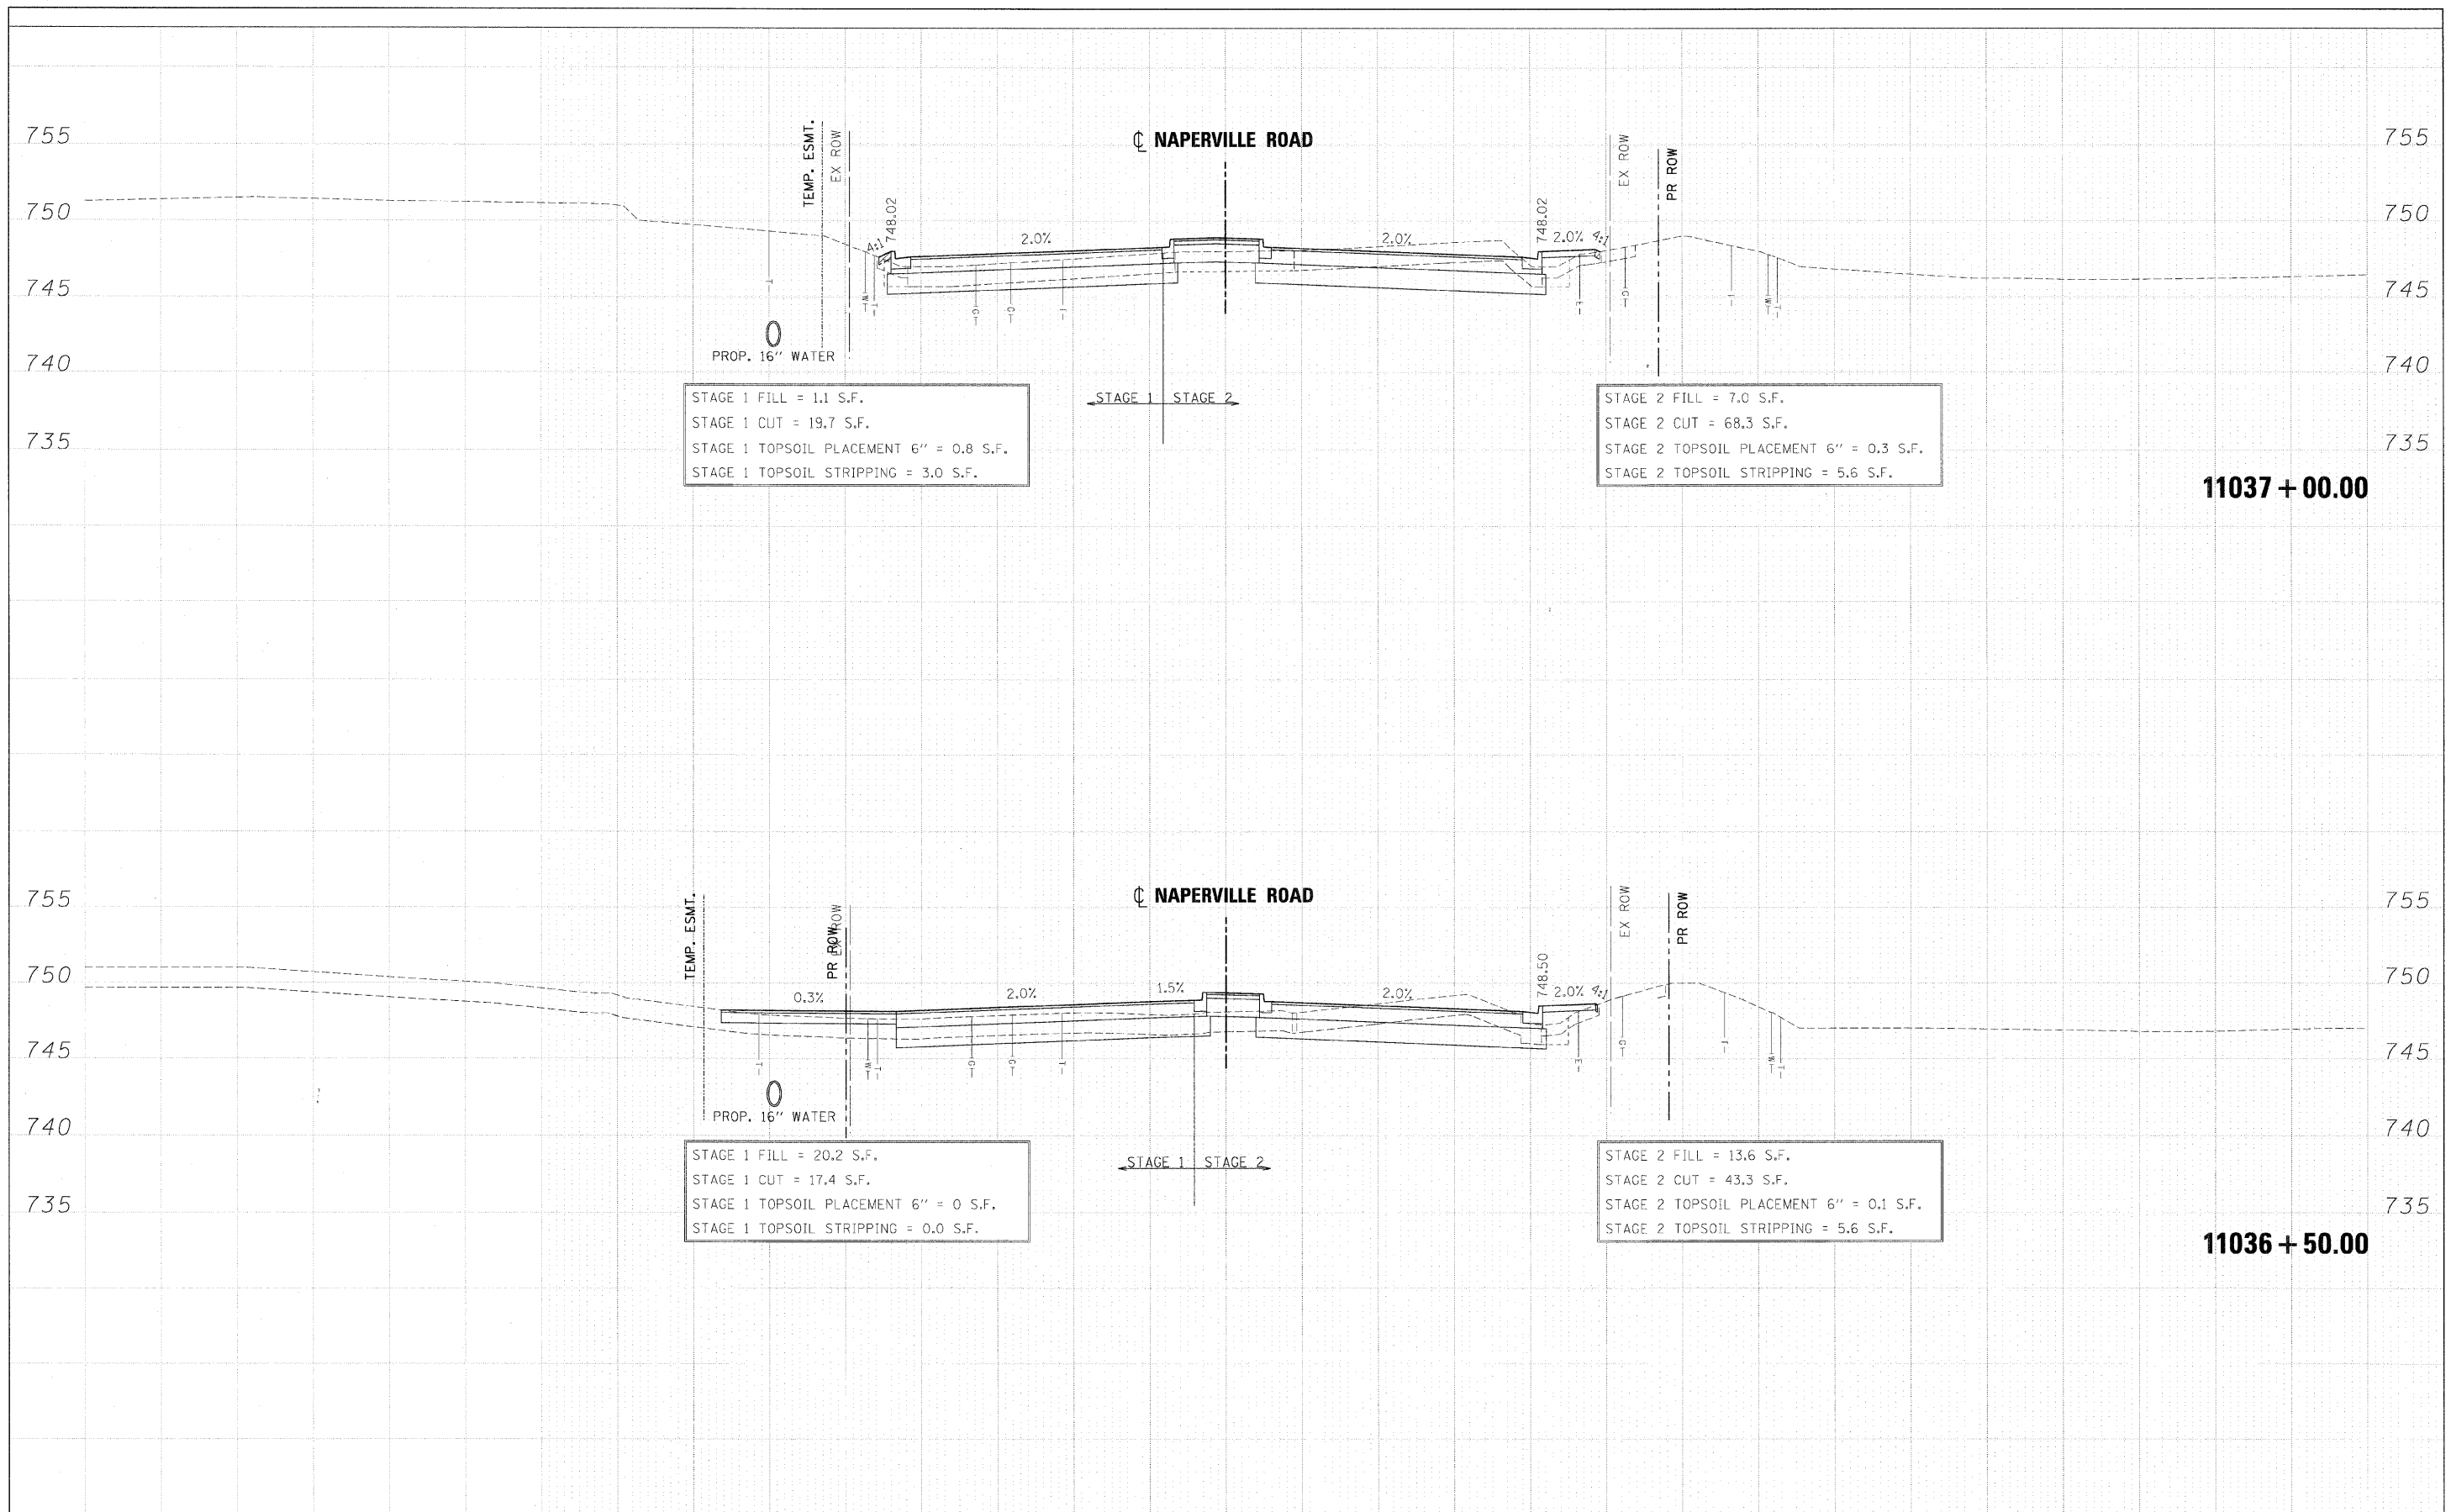 ℄ NAPERVILLE ROAD
TEMP. ESMT.
EX ROW
EX ROW
PR ROW
755
755
750
750
748.02
748.02
4:1
2.0%
2.0%
2.0%
4:1
745
745
T
W
T
G
G
T
E
G
T
W
T
PROP. 16" WATER
740
740
STAGE 1
STAGE 2
STAGE 1 FILL = 1.1 S.F.
STAGE 1 CUT = 19.7 S.F.
STAGE 1 TOPSOIL PLACEMENT 6" = 0.8 S.F.
STAGE 1 TOPSOIL STRIPPING = 3.0 S.F.
STAGE 2 FILL = 7.0 S.F.
STAGE 2 CUT = 68.3 S.F.
STAGE 2 TOPSOIL PLACEMENT 6" = 0.3 S.F.
STAGE 2 TOPSOIL STRIPPING = 5.6 S.F.
735
735
11037+00.00
℄ NAPERVILLE ROAD
TEMP. ESMT.
PR ROW
EX ROW
EX ROW
PR ROW
755
755
750
750
748.50
0.3%
2.0%
1.5%
2.0%
2.0%
4:1
745
745
T
W
T
G
G
T
E
G
T
W
T
PROP. 16" WATER
740
740
STAGE 1
STAGE 2
STAGE 1 FILL = 20.2 S.F.
STAGE 1 CUT = 17.4 S.F.
STAGE 1 TOPSOIL PLACEMENT 6" = 0 S.F.
STAGE 1 TOPSOIL STRIPPING = 0.0 S.F.
STAGE 2 FILL = 13.6 S.F.
STAGE 2 CUT = 43.3 S.F.
STAGE 2 TOPSOIL PLACEMENT 6" = 0.1 S.F.
STAGE 2 TOPSOIL STRIPPING = 5.6 S.F.
735
735
11036+50.00